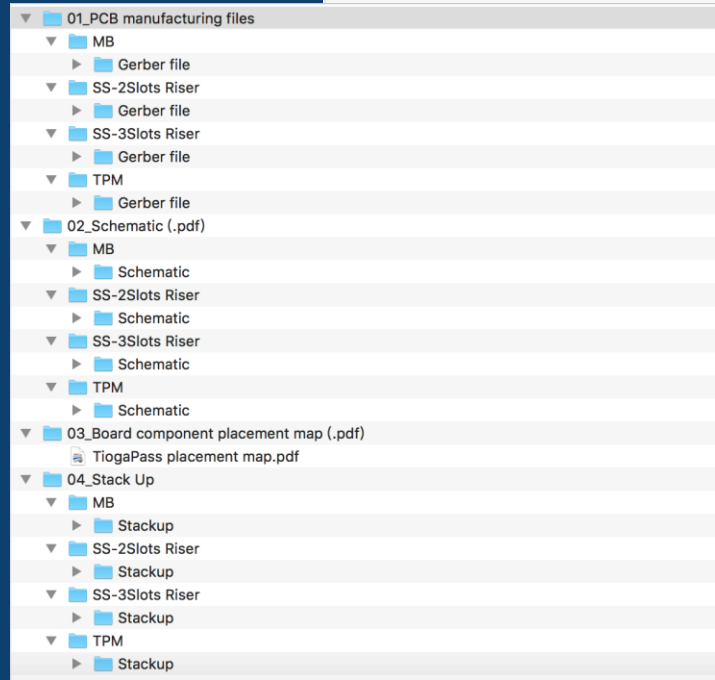 01_PCB manufacturing files
MB
Gerber file
SS-2Slots Riser
Gerber file
SS-3Slots Riser
Gerber file
TPM
Gerber file
02_Schematic (.pdf)
MB
Schematic
SS-2Slots Riser
Schematic
SS-3Slots Riser
Schematic
TPM
Schematic
03_Board component placement map (.pdf)
TiogaPass placement map.pdf
04_Stack Up
MB
Stackup
SS-2Slots Riser
Stackup
SS-3Slots Riser
Stackup
TPM
Stackup